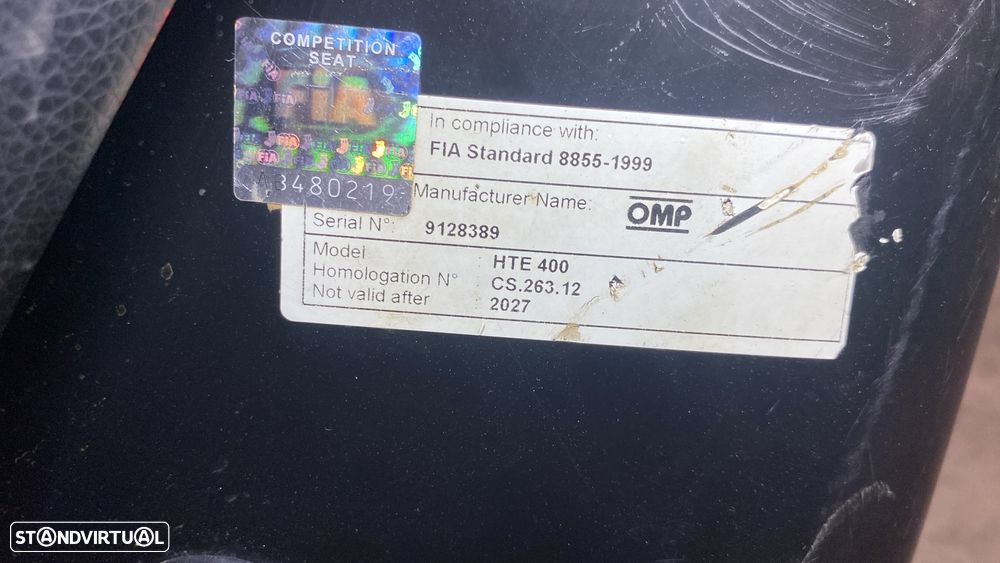 COMPETITION
SEAT
FIA
In compliance with:
FIA Standard 8855-1999
Manufacturer Name: OMP
Serial N°: 9128389
Model HTE 400
Homologation N° CS.263.12
Not valid after 2027
STANDVIRTUAL